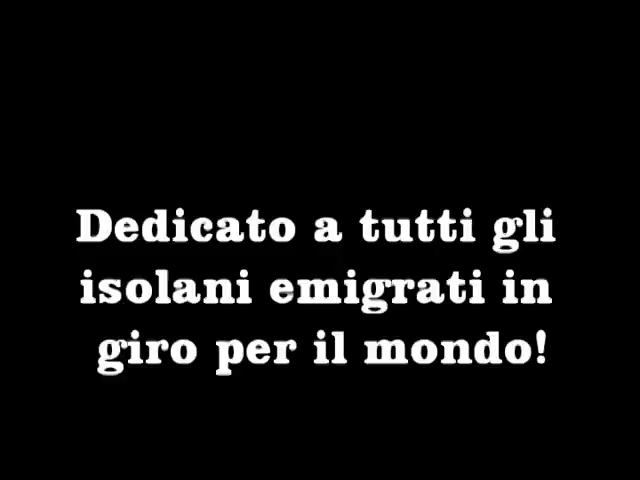 Dedicato a tutti gli
isolani emigrati in
giro per il mondo!